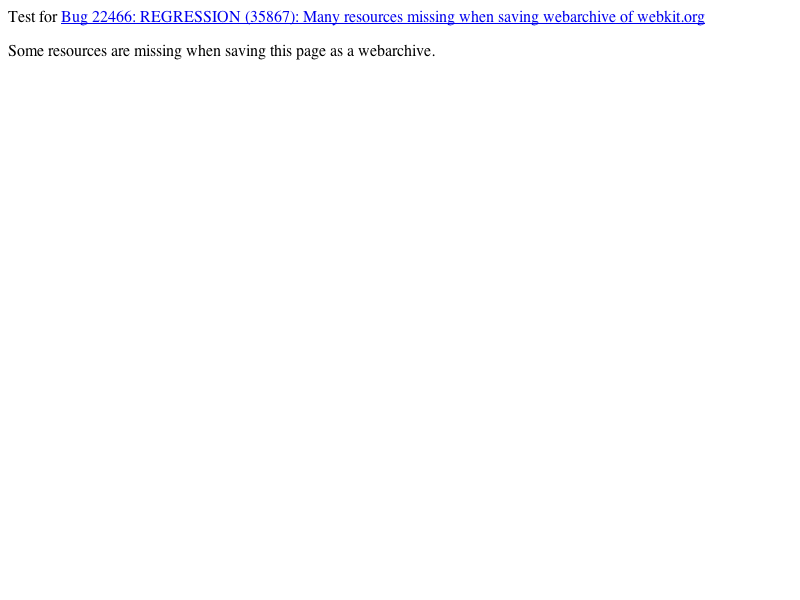 Test for Bug 22466: REGRESSION (35867): Many resources missing when saving webarchive of webkit.org
Some resources are missing when saving this page as a webarchive.